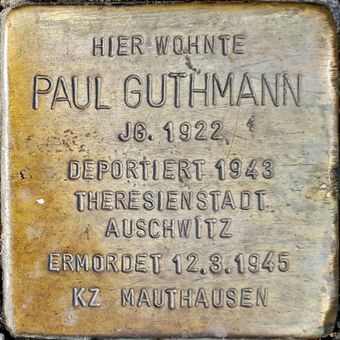 HIER WOHNTE
PAUL GUTHMANN
JG. 1922
DEPORTIERT 1943
THERESIENSTADT
AUSCHWITZ
ERMORDET 12.3.1945
KZ MAUTHAUSEN